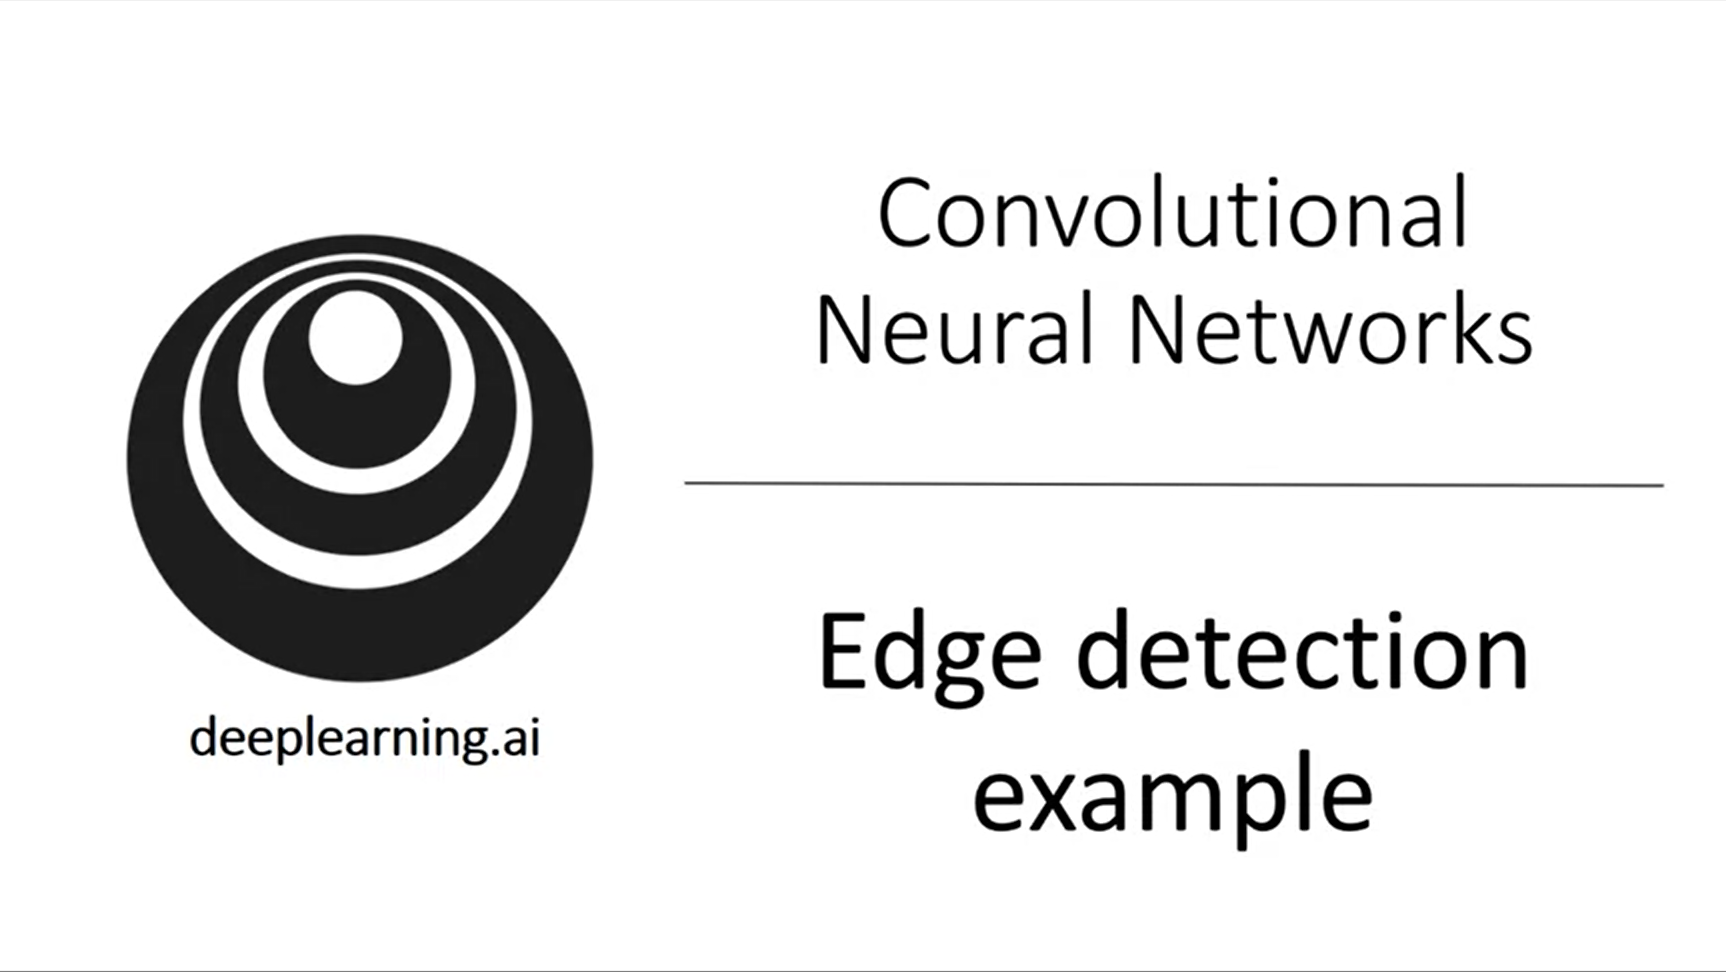 Convolutional
Neural Networks
Edge detection
example
deeplearning.ai